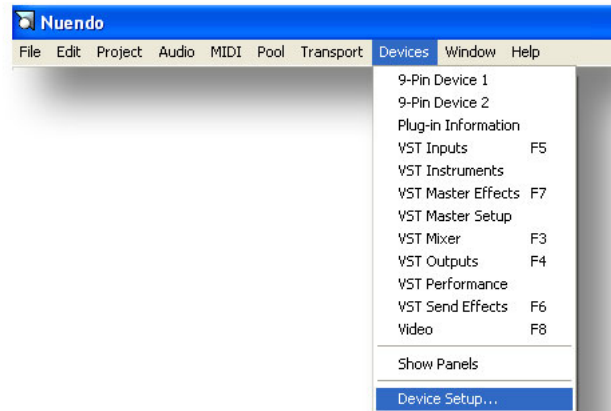 Nuendo
File Edit Project Audio MIDI Pool Transport Devices Window Help
9-Pin Device 1
9-Pin Device 2
Plug-in Information
VST Inputs F5
VST Instruments
VST Master Effects F7
VST Master Setup
VST Mixer F3
VST Outputs F4
VST Performance
VST Send Effects F6
Video F8
Show Panels
Device Setup...